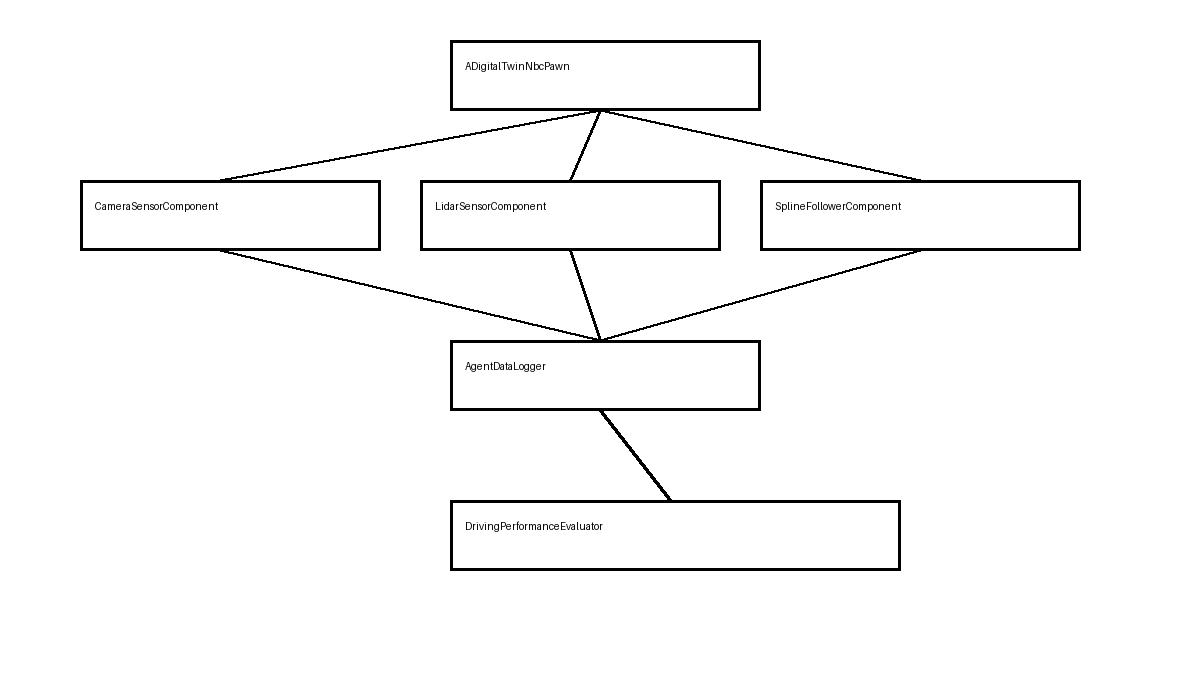 ADigitalTwinNbcPawn
CameraSensorComponent
LidarSensorComponent
SplineFollowerComponent
AgentDataLogger
DrivingPerformanceEvaluator